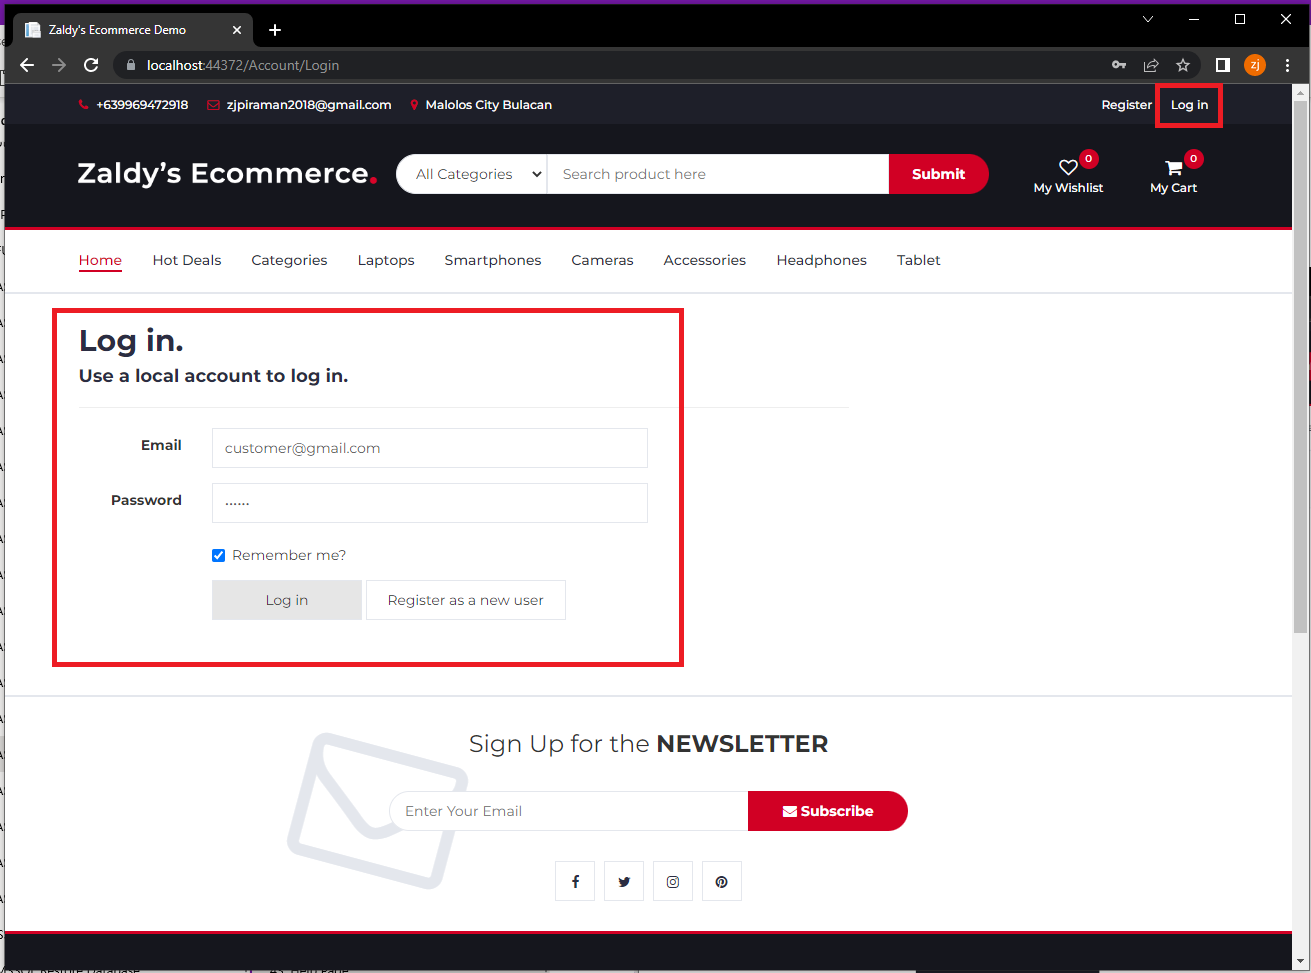 Zaldy's Ecommerce Demo
localhost:44372/Account/Login
zj
+639969472918 zjpiraman2018@gmail.com Malolos City Bulacan Register Log in
Zaldy's Ecommerce. All Categories Search product here Submit
0 0
My Wishlist My Cart
Home Hot Deals Categories Laptops Smartphones Cameras Accessories Headphones Tablet
Log in.
Use a local account to log in.
Email customer@gmail.com
Password ......
Remember me?
Log in Register as a new user
Sign Up for the NEWSLETTER
Enter Your Email Subscribe